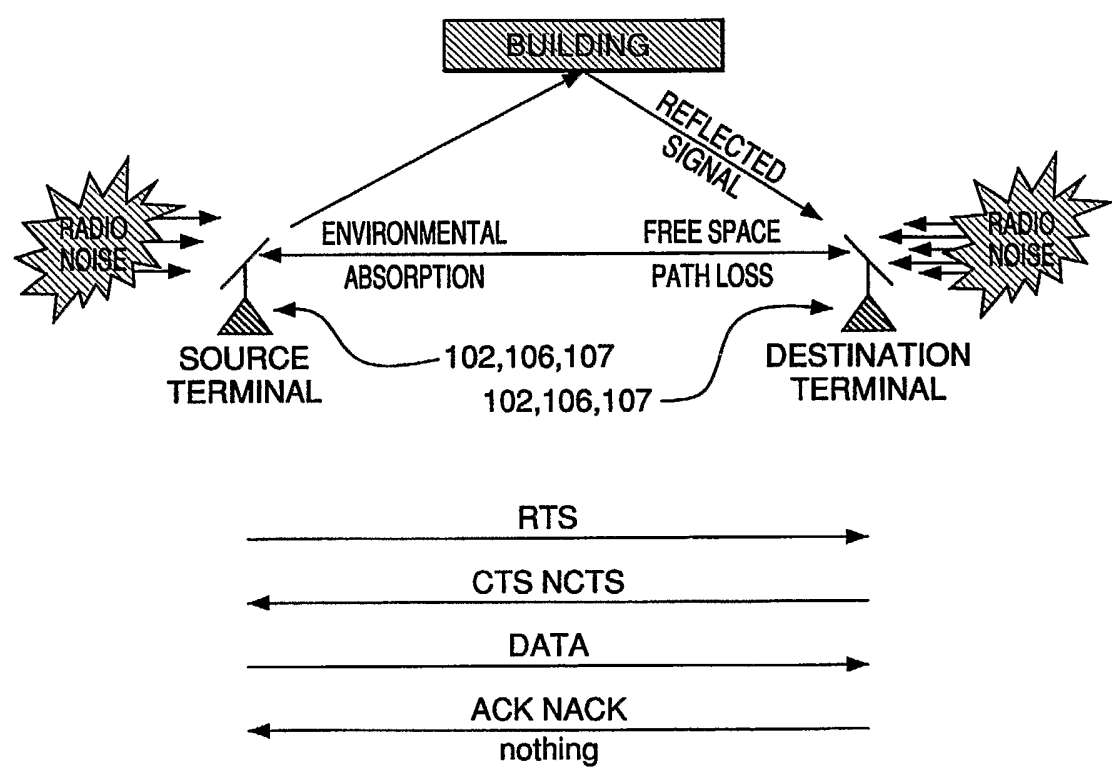 BUILDING
REFLECTED
SIGNAL
RADIO
NOISE
ENVIRONMENTAL
ABSORPTION
FREE SPACE
PATH LOSS
RADIO
NOISE
SOURCE
TERMINAL
102,106,107
102,106,107
DESTINATION
TERMINAL
RTS
CTS NCTS
DATA
ACK NACK
nothing